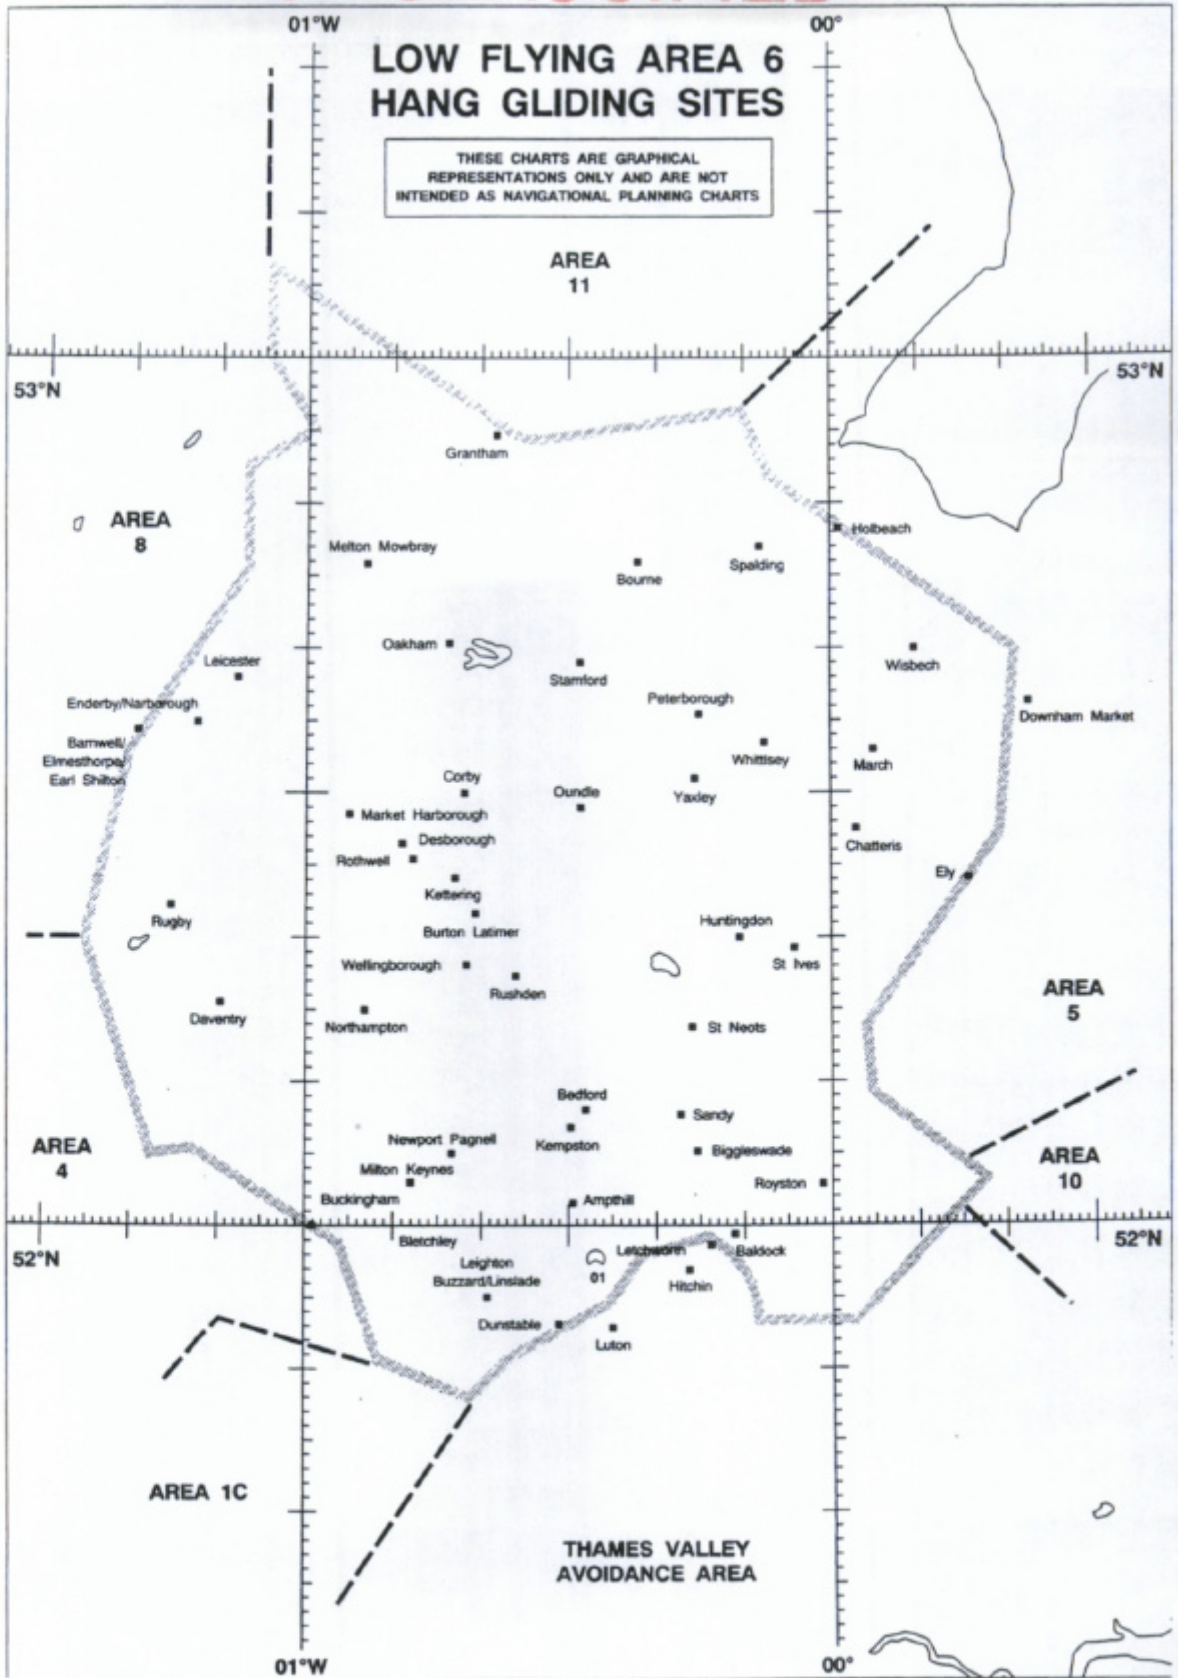 01°W
00°
LOW FLYING AREA 6
HANG GLIDING SITES
THESE CHARTS ARE GRAPHICAL
REPRESENTATIONS ONLY AND ARE NOT
INTENDED AS NAVIGATIONAL PLANNING CHARTS
AREA
11
53°N
53°N
Grantham
AREA
8
Holbeach
Melton Mowbray
Spalding
Bourne
Oakham
Leicester
Wisbech
Stamford
Enderby/Narborough
Peterborough
Downham Market
Barnwell/
Elmesthorpe/
Earl Shilton
Whittlsey
March
Corby
Oundle
Yaxley
Market Harborough
Desborough
Chatteris
Rothwell
Ely
Kettering
Rugby
Huntingdon
Burton Latimer
St Ives
Wellingborough
Rushden
AREA
5
Daventry
Northampton
St Neots
Bedford
Sandy
AREA
4
Newport Pagnell
Kempston
Biggleswade
AREA
10
Milton Keynes
Royston
Buckingham
Ampthill
52°N
52°N
Bletchley
Letchworth
Baldock
Leighton
Buzzard/Linslade
01
Hitchin
Dunstable
Luton
AREA 1C
THAMES VALLEY
AVOIDANCE AREA
01°W
00°